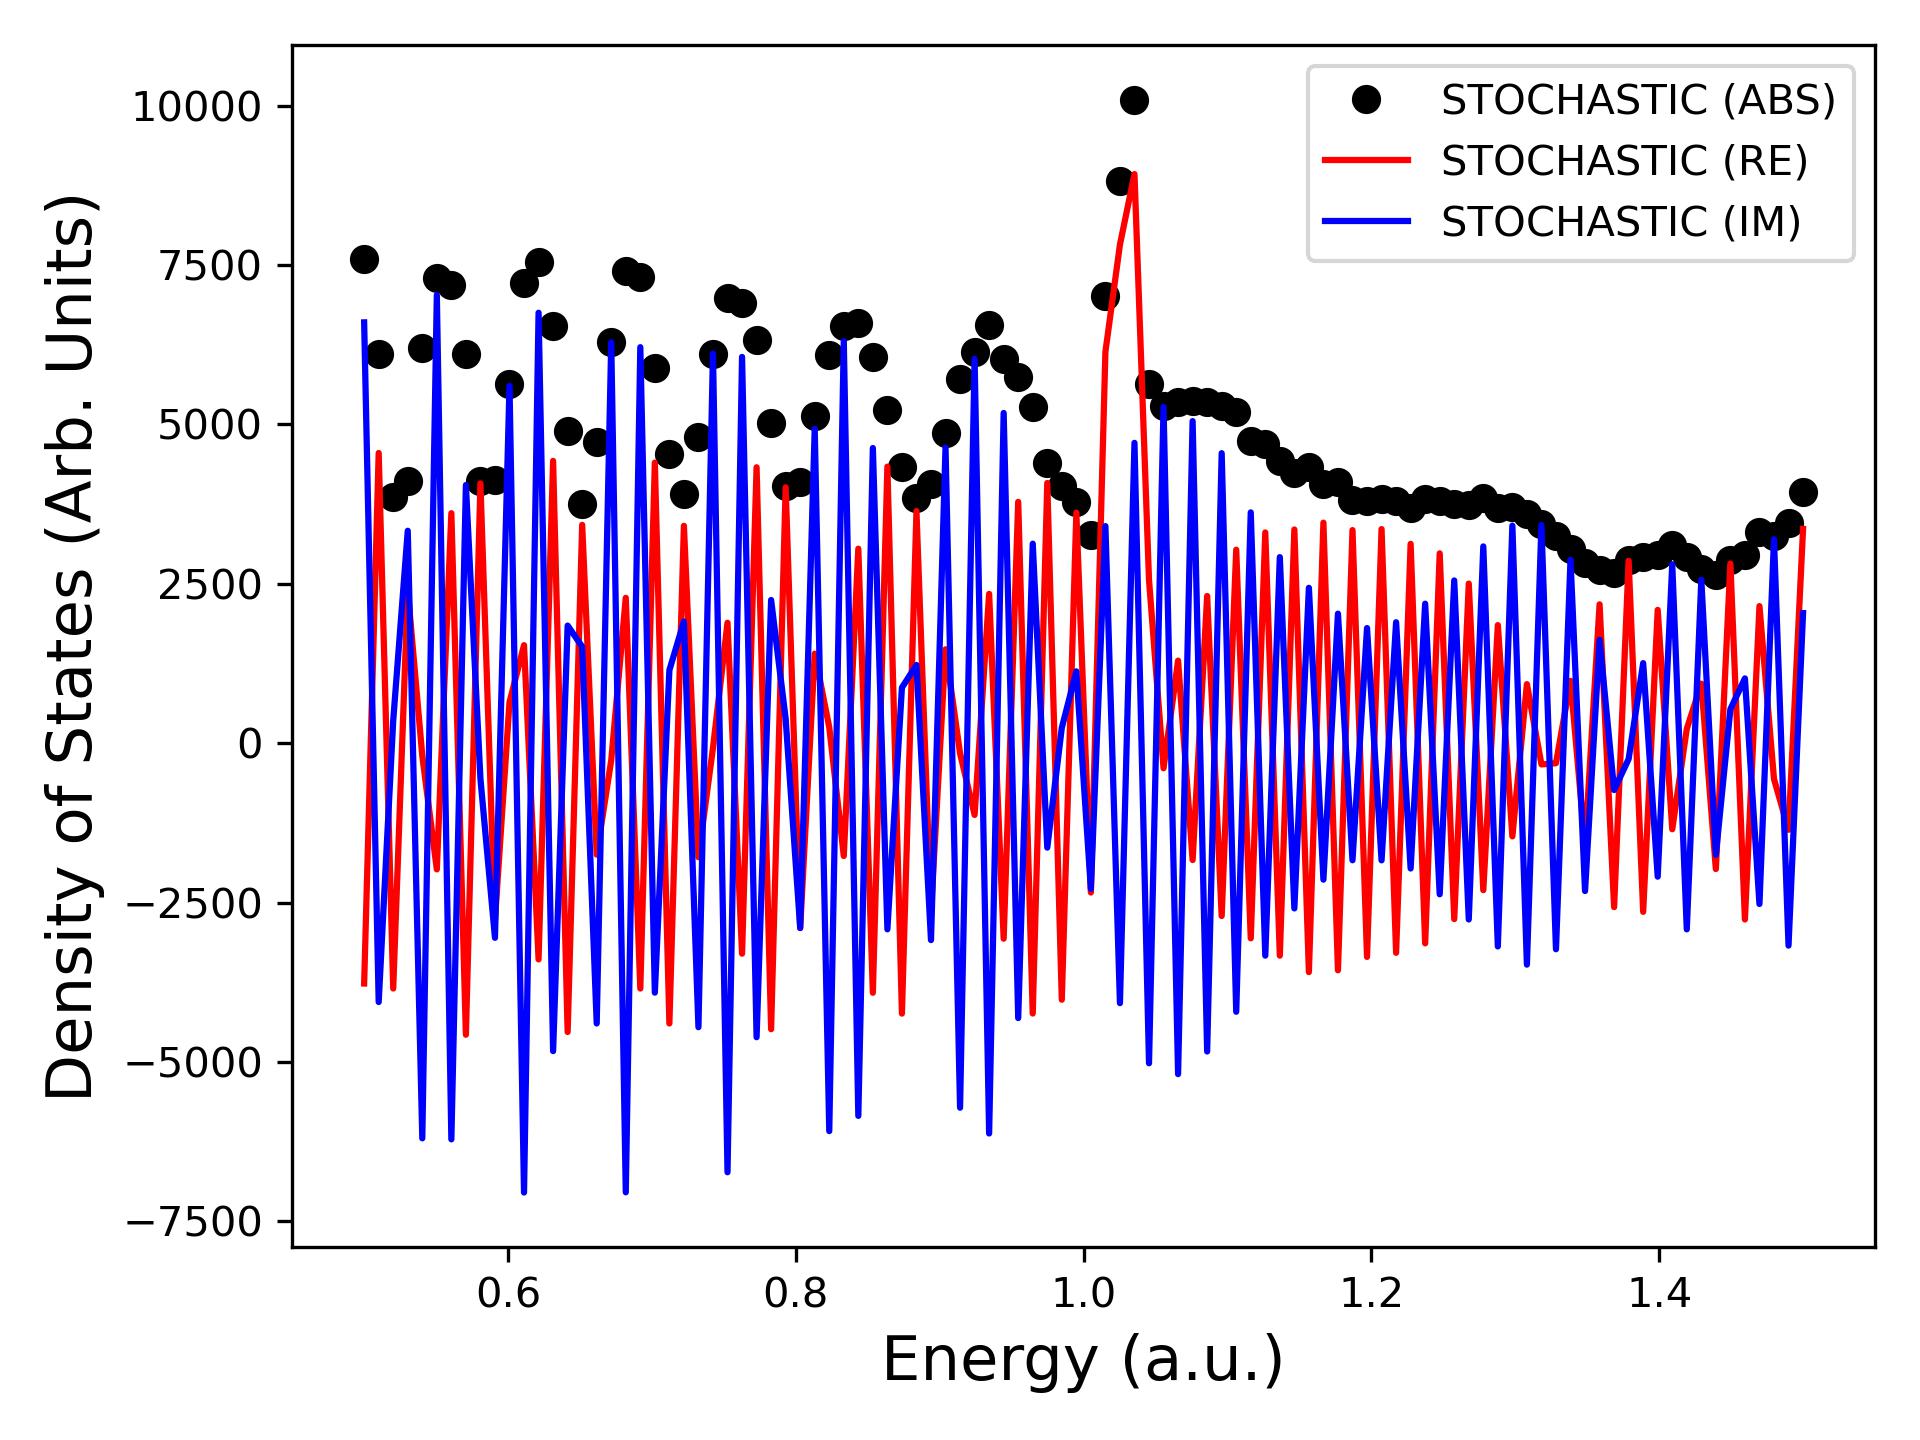 Density of States (Arb. Units)
10000
7500
5000
2500
0
−2500
−5000
−7500
STOCHASTIC (ABS)
STOCHASTIC (RE)
STOCHASTIC (IM)
0.6 0.8 1.0 1.2 1.4
Energy (a.u.)